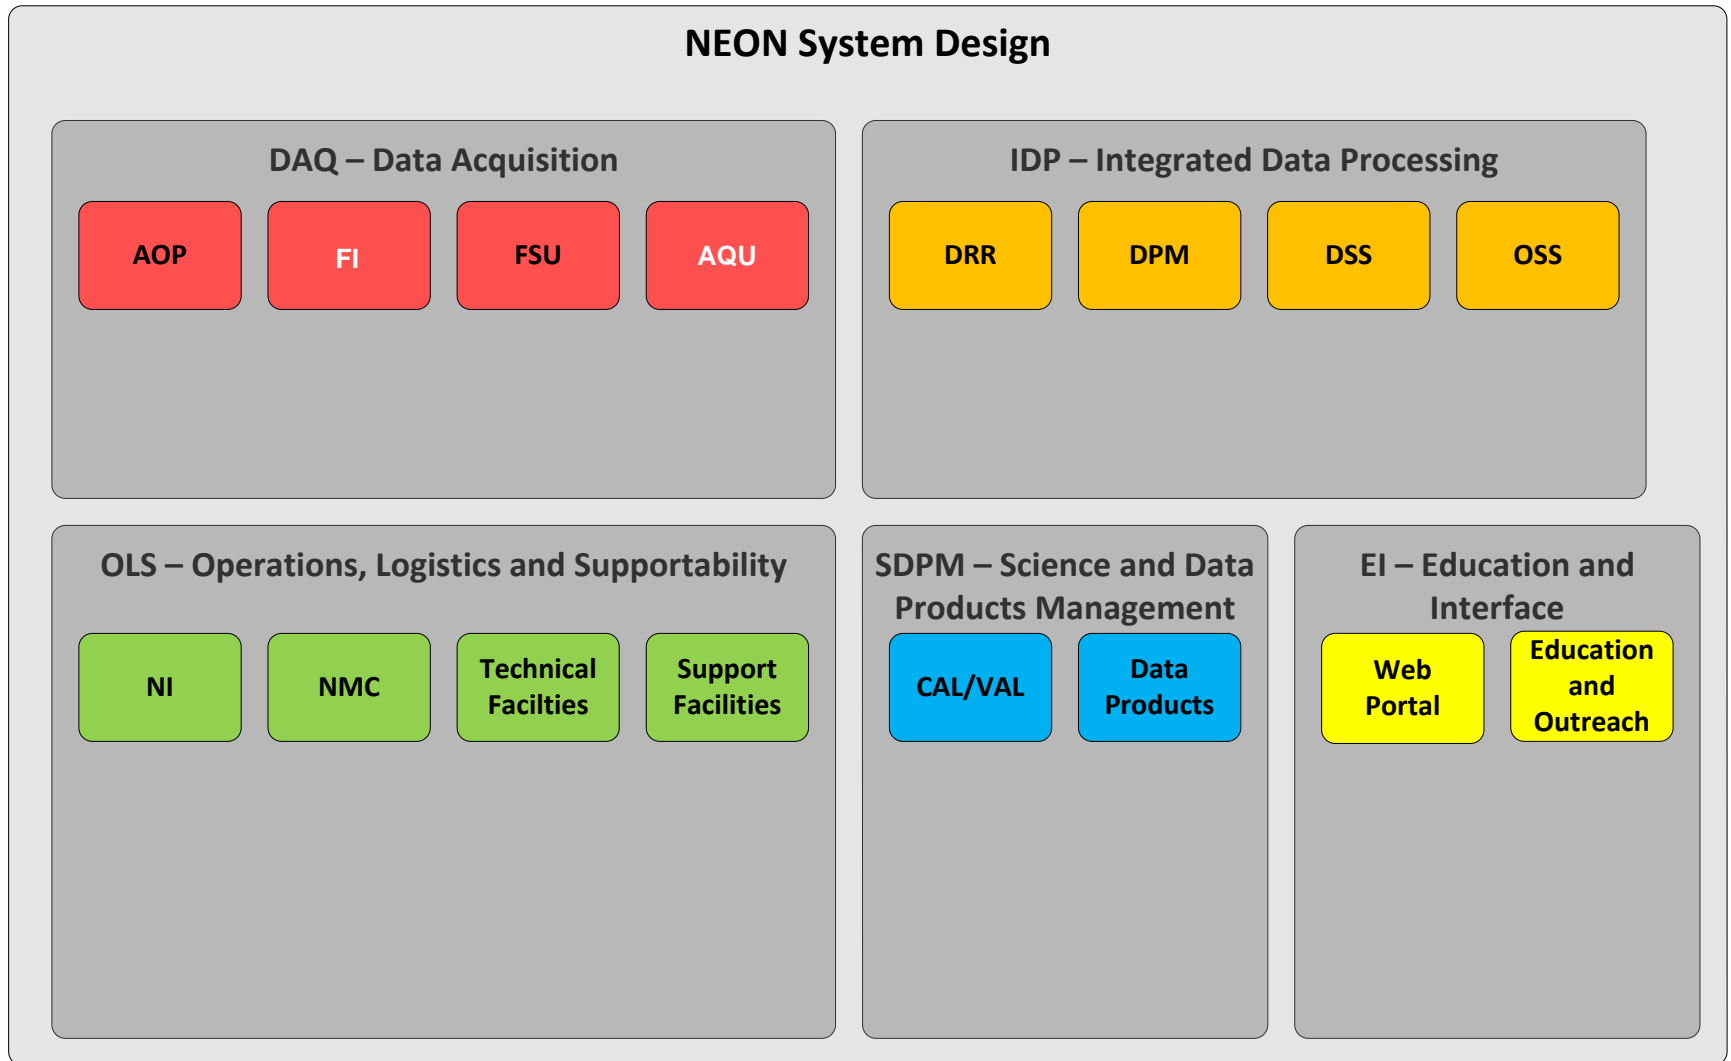 NEON System Design
DAQ – Data Acquisition
AOP
FI
FSU
AQU
IDP – Integrated Data Processing
DRR
DPM
DSS
OSS
OLS – Operations, Logistics and Supportability
NI
NMC
Technical
Facilties
Support
Facilities
SDPM – Science and Data
Products Management
CAL/VAL
Data
Products
EI – Education and
Interface
Web
Portal
Education
and
Outreach